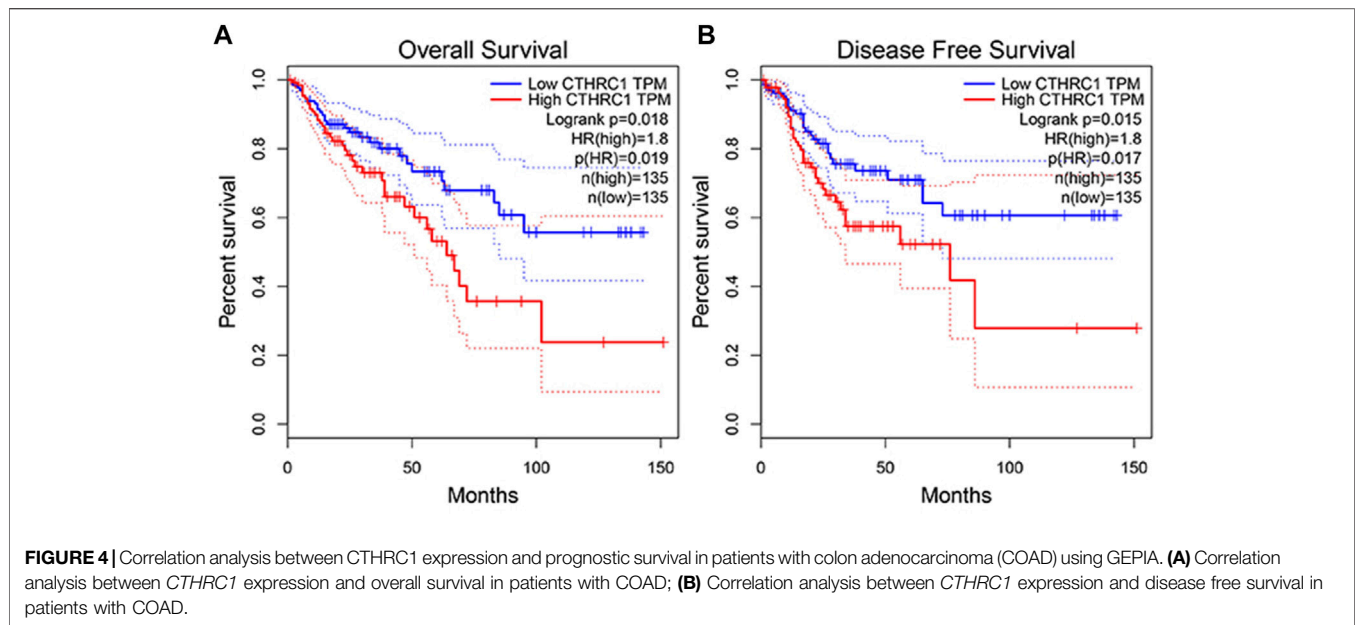 A
Overall Survival
Low CTHRC1 TPM
High CTHRC1 TPM
Logrank p=0.018
HR(high)=1.8
p(HR)=0.019
n(high)=135
n(low)=135
Percent survival
1.0
0.8
0.6
0.4
0.2
0.0
0 50 100 150
Months
B
Disease Free Survival
Low CTHRC1 TPM
High CTHRC1 TPM
Logrank p=0.015
HR(high)=1.8
p(HR)=0.017
n(high)=135
n(low)=135
Percent survival
1.0
0.8
0.6
0.4
0.2
0.0
0 50 100 150
Months
FIGURE 4 | Correlation analysis between CTHRC1 expression and prognostic survival in patients with colon adenocarcinoma (COAD) using GEPIA. (A) Correlation
analysis between CTHRC1 expression and overall survival in patients with COAD; (B) Correlation analysis between CTHRC1 expression and disease free survival in
patients with COAD.